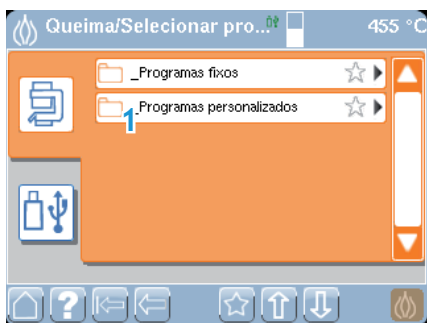 Queima/Selecionar pro...
455 °C
_Programas fixos
1
_Programas personalizados
?